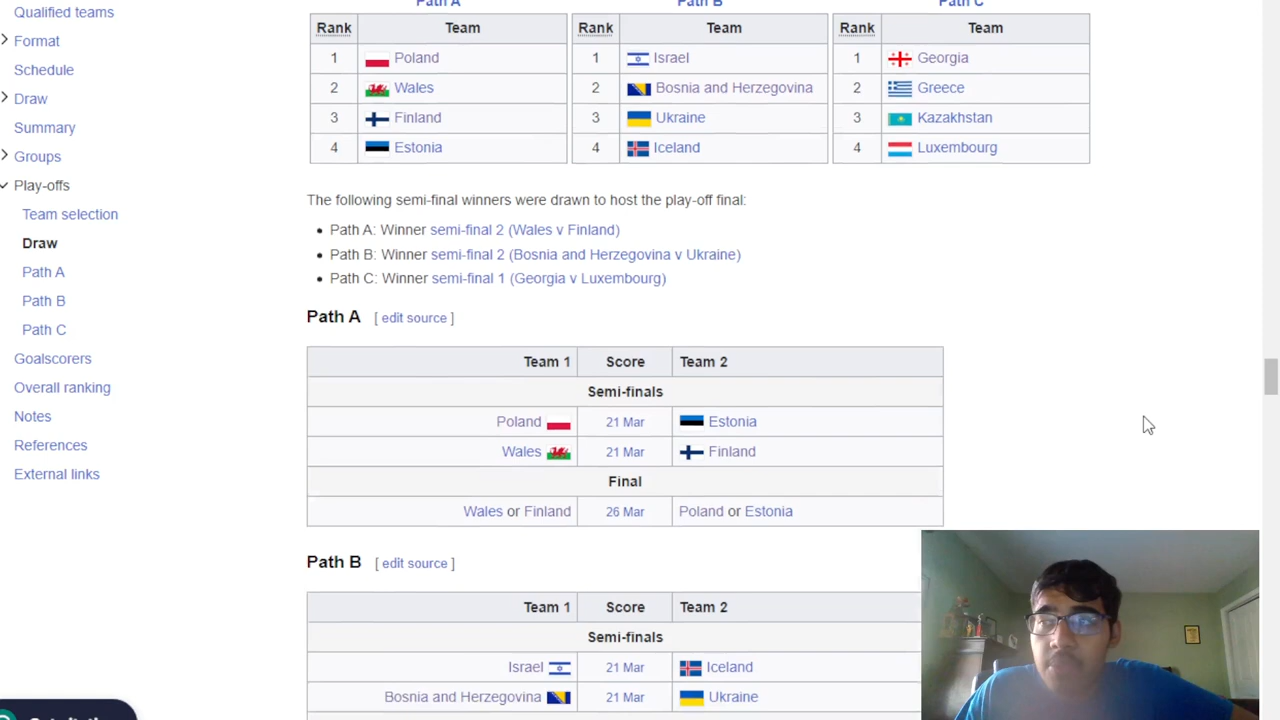 Qualified teams
Format
Schedule
Draw
Summary
Groups
Play-offs
Team selection
Draw
Path A
Path B
Path C
Goalscorers
Overall ranking
Notes
References
External links
Path A Path B Path C
Rank Team Rank Team Rank Team
1 Poland 1 Israel 1 Georgia
2 Wales 2 Bosnia and Herzegovina 2 Greece
3 Finland 3 Ukraine 3 Kazakhstan
4 Estonia 4 Iceland 4 Luxembourg
The following semi-final winners were drawn to host the play-off final:
• Path A: Winner semi-final 2 (Wales v Finland)
• Path B: Winner semi-final 2 (Bosnia and Herzegovina v Ukraine)
• Path C: Winner semi-final 1 (Georgia v Luxembourg)
Path A [ edit source ]
Team 1 Score Team 2
Semi-finals
Poland 21 Mar Estonia
Wales 21 Mar Finland
Final
Wales or Finland 26 Mar Poland or Estonia
Path B [ edit source ]
Team 1 Score Team 2
Semi-finals
Israel 21 Mar Iceland
Bosnia and Herzegovina 21 Mar Ukraine